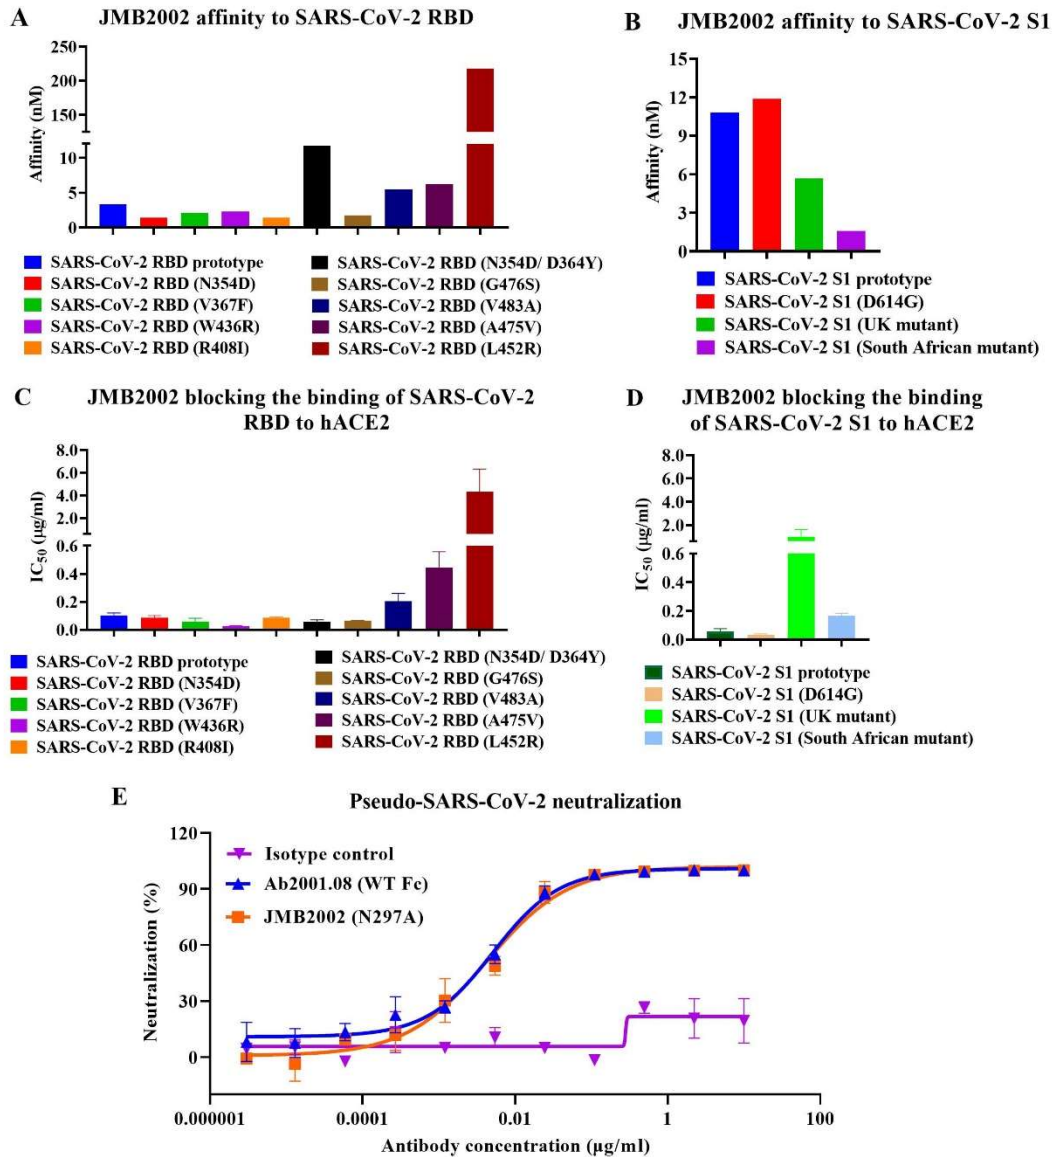 A
JMB2002 affinity to SARS-CoV-2 RBD
Affinity (nM)
250
200
150
10
5
0
SARS-CoV-2 RBD prototype
SARS-CoV-2 RBD (N354D)
SARS-CoV-2 RBD (V367F)
SARS-CoV-2 RBD (W436R)
SARS-CoV-2 RBD (R408I)
SARS-CoV-2 RBD (N354D/ D364Y)
SARS-CoV-2 RBD (G476S)
SARS-CoV-2 RBD (V483A)
SARS-CoV-2 RBD (A475V)
SARS-CoV-2 RBD (L452R)
B
JMB2002 affinity to SARS-CoV-2 S1
Affinity (nM)
15
12
9
6
3
0
SARS-CoV-2 S1 prototype
SARS-CoV-2 S1 (D614G)
SARS-CoV-2 S1 (UK mutant)
SARS-CoV-2 S1 (South African mutant)
C
JMB2002 blocking the binding of SARS-CoV-2
RBD to hACE2
IC50 (µg/ml)
8.0
6.0
4.0
2.0
0.6
0.4
0.2
0.0
SARS-CoV-2 RBD prototype
SARS-CoV-2 RBD (N354D)
SARS-CoV-2 RBD (V367F)
SARS-CoV-2 RBD (W436R)
SARS-CoV-2 RBD (R408I)
SARS-CoV-2 RBD (N354D/ D364Y)
SARS-CoV-2 RBD (G476S)
SARS-CoV-2 RBD (V483A)
SARS-CoV-2 RBD (A475V)
SARS-CoV-2 RBD (L452R)
D
JMB2002 blocking the binding
of SARS-CoV-2 S1 to hACE2
IC50 (µg/ml)
8.0
6.0
4.0
2.0
0.6
0.4
0.2
0.0
SARS-CoV-2 S1 prototype
SARS-CoV-2 S1 (D614G)
SARS-CoV-2 S1 (UK mutant)
SARS-CoV-2 S1 (South African mutant)
E
Pseudo-SARS-CoV-2 neutralization
Neutralization (%)
120
90
60
30
0
Isotype control
Ab2001.08 (WT Fc)
JMB2002 (N297A)
0.000001
0.0001
0.01
1
100
Antibody concentration (µg/ml)